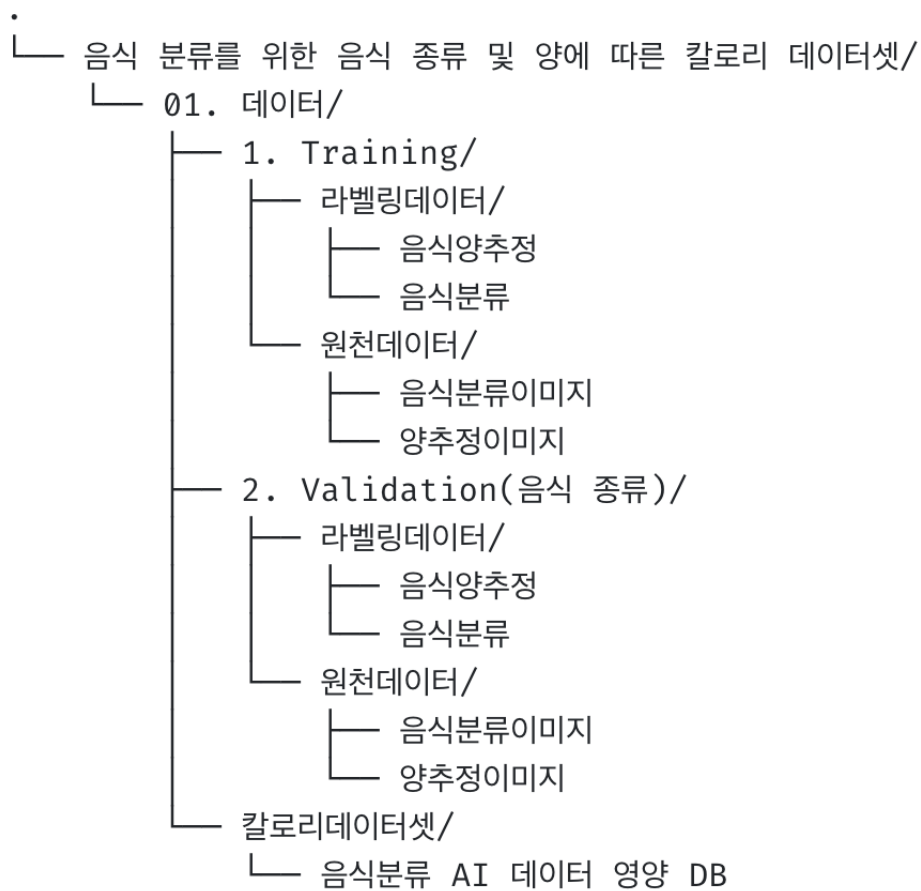 .
└── 음식 분류를 위한 음식 종류 및 양에 따른 칼로리 데이터셋/
    └── 01. 데이터/
        ├── 1. Training/
        │   ├── 라벨링데이터/
        │   │   ├── 음식양추정
        │   │   └── 음식분류
        │   └── 원천데이터/
        │       ├── 음식분류이미지
        │       └── 양추정이미지
        ├── 2. Validation(음식 종류)/
        │   ├── 라벨링데이터/
        │   │   ├── 음식양추정
        │   │   └── 음식분류
        │   └── 원천데이터/
        │       ├── 음식분류이미지
        │       └── 양추정이미지
        └── 칼로리데이터셋/
            └── 음식분류 AI 데이터 영양 DB